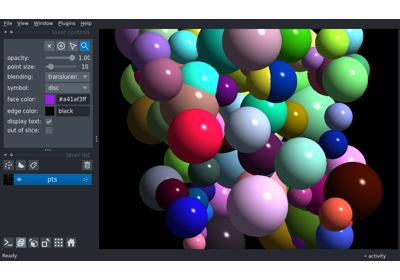 File View Window Plugins Help
layer controls
opacity: 1.00
point size: 10
blending: translucen
symbol: disc
face color: #a41af3ff
edge color: black
display text:
out of slice:
layer list
pts
Ready activity